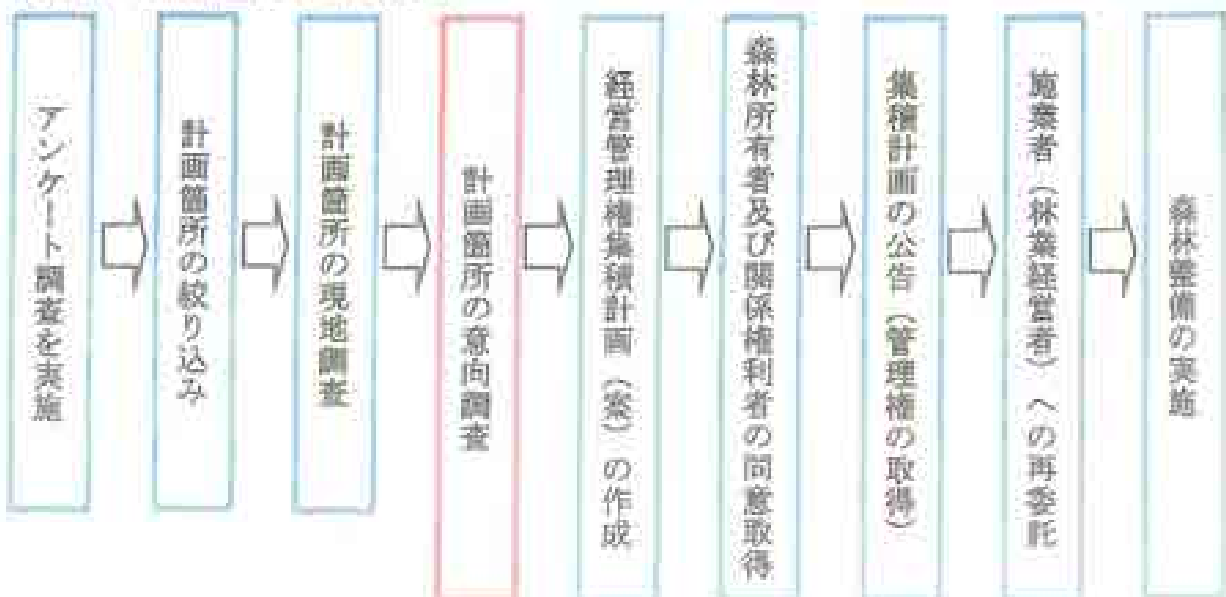 アンケート調査を実施
計画箇所の絞り込み
計画箇所の現地調査
計画箇所の意向調査
経営管理権集積計画（案）の作成
森林所有者及び関係権利者の同意取得
集積計画の公告（管理権の取得）
施業者（林業経営者）への再委託
森林整備の実施